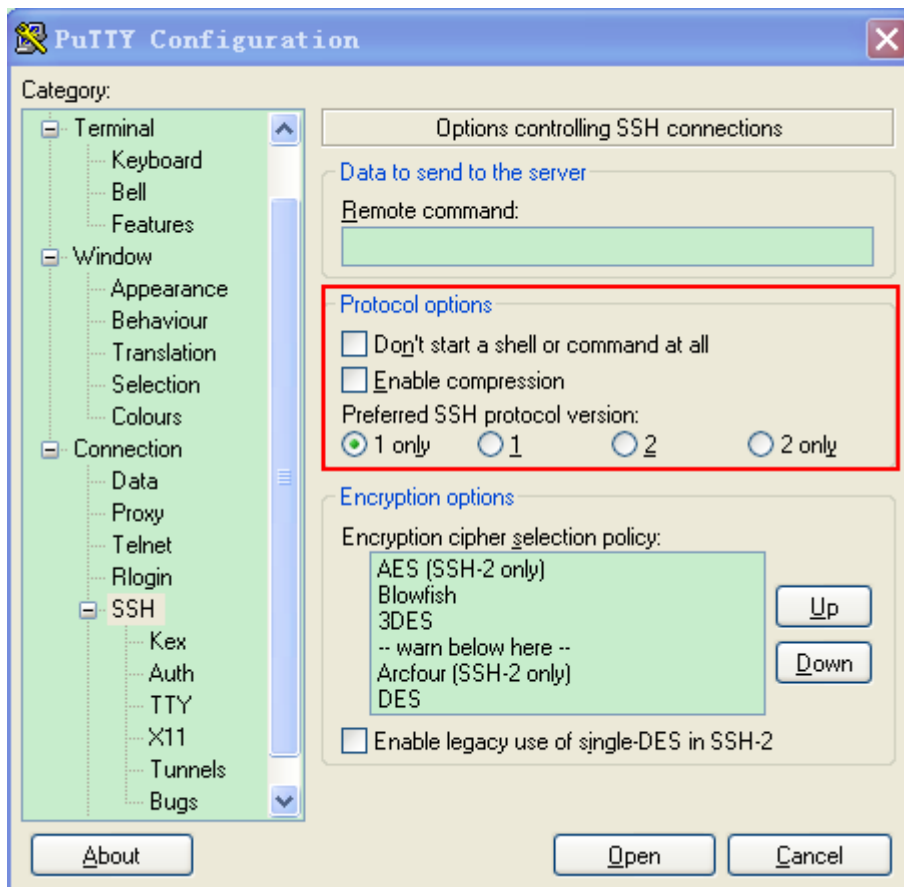 PuTTY Configuration
Category:
Terminal
Keyboard
Bell
Features
Window
Appearance
Behaviour
Translation
Selection
Colours
Connection
Data
Proxy
Telnet
Rlogin
SSH
Kex
Auth
TTY
X11
Tunnels
Bugs
Options controlling SSH connections
Data to send to the server
Remote command:
Protocol options
Don't start a shell or command at all
Enable compression
Preferred SSH protocol version:
1 only 1 2 2 only
Encryption options
Encryption cipher selection policy:
AES (SSH-2 only)
Blowfish
3DES
-- warn below here --
Arcfour (SSH-2 only)
DES
Up
Down
Enable legacy use of single-DES in SSH-2
About Open Cancel